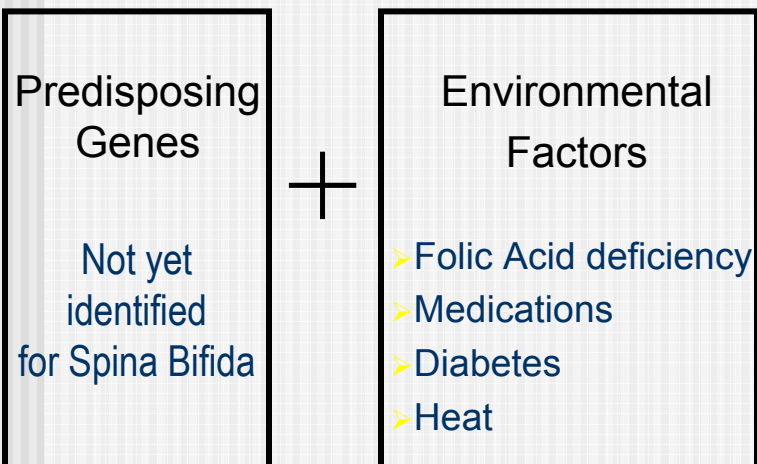 Predisposing
Genes
Not yet
identified
for Spina Bifida
+
Environmental
Factors
➢Folic Acid deficiency
➢Medications
➢Diabetes
➢Heat